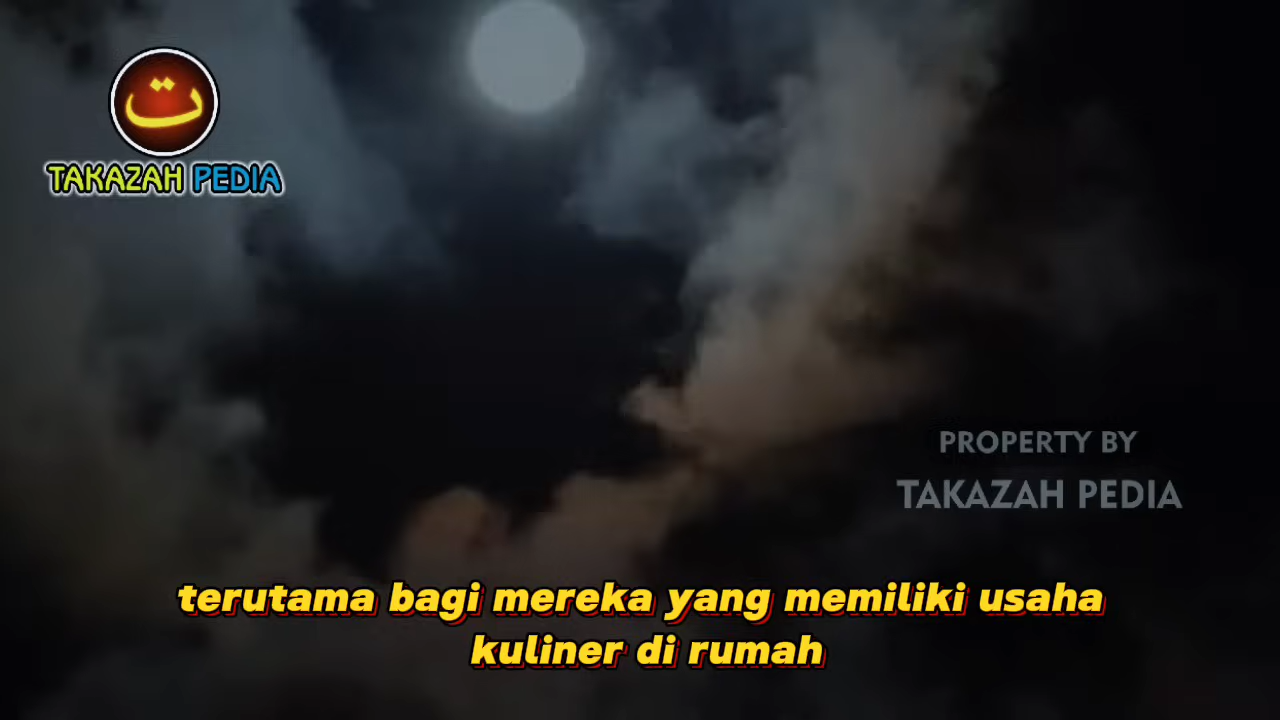 ت
TAKAZAH PEDIA
PROPERTY BY
TAKAZAH PEDIA
terutama bagi mereka yang memiliki usaha
kuliner di rumah